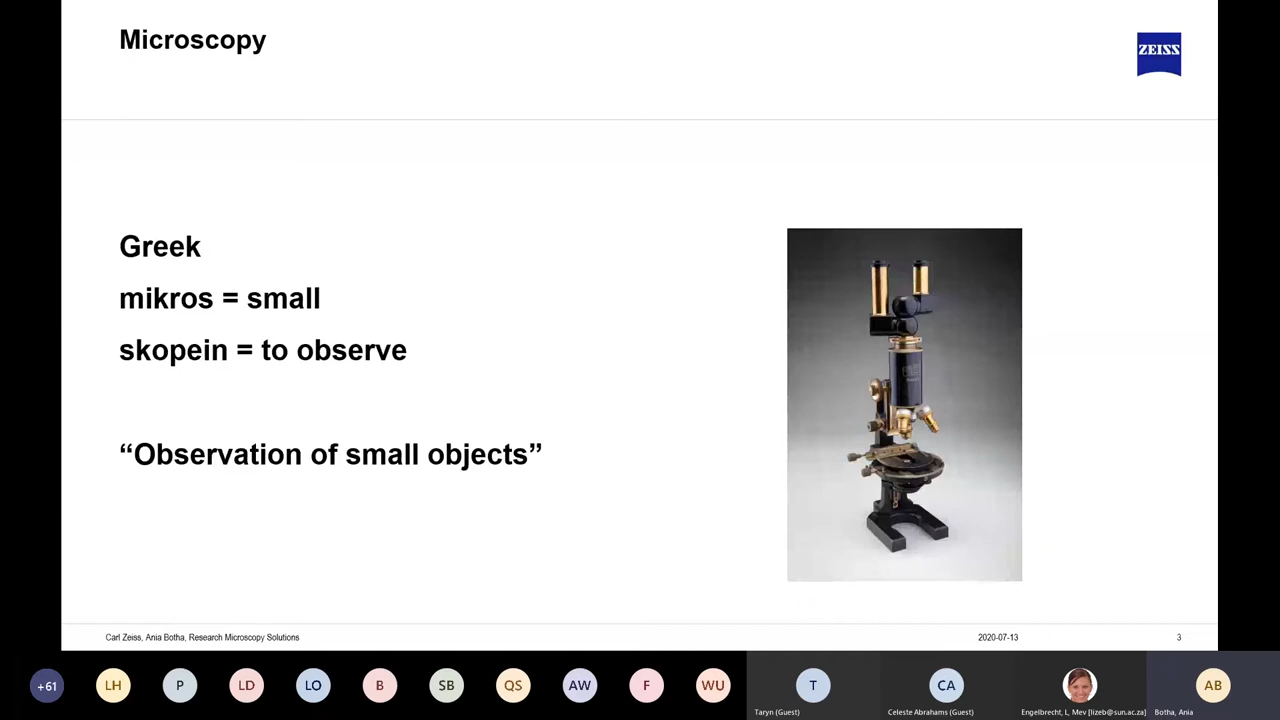 Microscopy
ZEISS
Greek
mikros = small
skopein = to observe
“Observation of small objects”
Carl Zeiss, Ania Botha, Research Microscopy Solutions
2020-07-13
3
+61
LH
P
LD
LO
B
SB
QS
AW
F
WU
T
CA
AB
Taryn (Guest)
Celeste Abrahams (Guest)
Engelbrecht, L, Mev [lizeb@sun.ac.za]
Botha, Ania